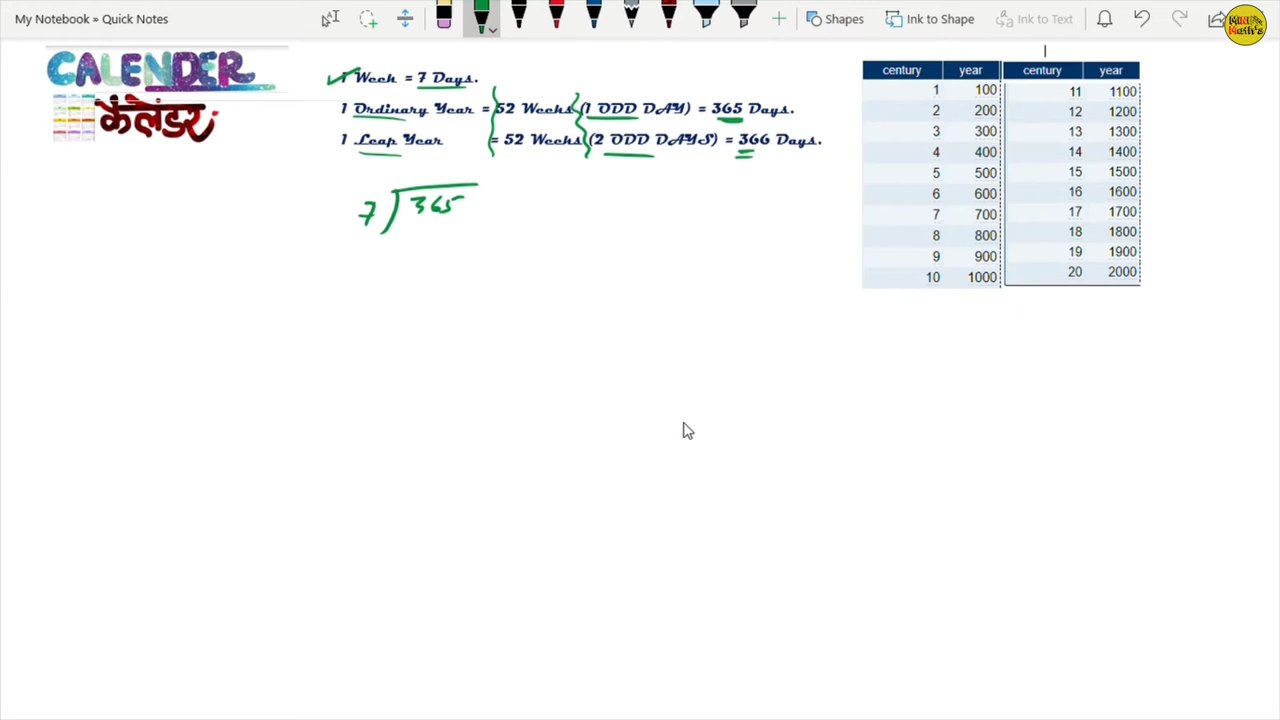 My Notebook » Quick Notes
Shapes
Ink to Shape
Ink to Text
MINI
Math's
CALENDER
कैलेंडर
1 Week = 7 Days.
1 Ordinary Year = 52 Weeks (1 ODD DAY) = 365 Days.
1 Leap Year = 52 Weeks (2 ODD DAYS) = 366 Days.
7 ) 365
century year century year
1 100 11 1100
2 200 12 1200
3 300 13 1300
4 400 14 1400
5 500 15 1500
6 600 16 1600
7 700 17 1700
8 800 18 1800
9 900 19 1900
10 1000 20 2000